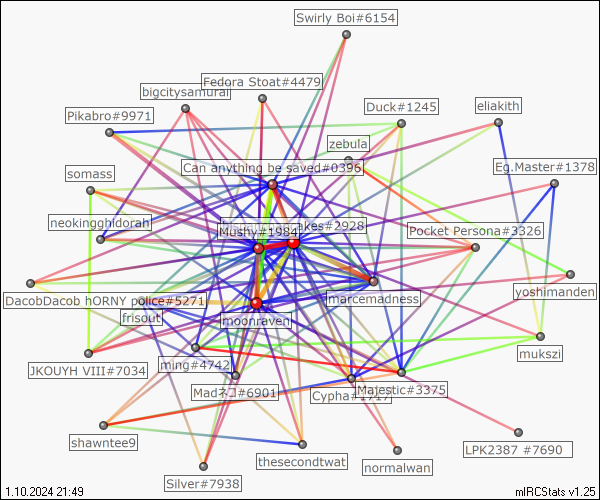 Swirly Boi#6154
Fedora Stoat#4479
bigcitysamurai
Duck#1245
eliakith
Pikabro#9971
zebula
Can anything be saved#0396
Eg.Master#1378
somass
neokingghidorah
Mushy#1984
akes#2928
Pocket Persona#3326
DacobDacob hORNY police#5271
marcemadness
yoshimanden
frisout
moonraven
mukszi
JKOUYH VIII#7034
ming#4742
Madネコ#6901
Cypha#1717
Majestic#3375
shawntee9
thesecondtwat
normalwan
LPK2387 #7690
Silver#7938
1.10.2024 21:49
mIRCStats v1.25